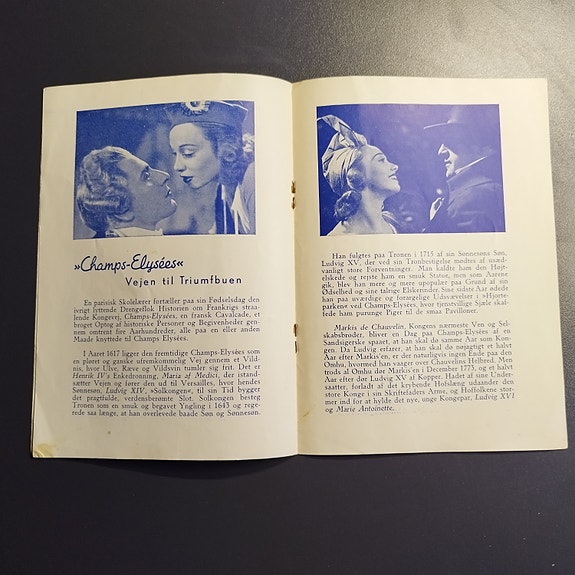 »Champs-Elysées«
Vejen til Triumfbuen
En parisisk Skolelærer fortæller paa sin Fødselsdag den
ivrigt lyttende Drengeflok Historien om Frankrigs straa-
lende Kongevej, Champs-Elysées, en fransk Cavalcade, et
broget Optog af historiske Personer og Begivenheder gen-
nem omtrent fire Aarhundreder, alle paa en eller anden
Maade knyttede til Champs Elysées.
I Aaret 1617 ligger den fremtidige Champs-Elysées som
en pløret og ganske ufremkommelig Vej gennem et Vild-
nis, hvor Ulve, Ræve og Vildsvin tumler sig frit. Det er
Henrik IV's Enkedronning, Maria af Medici, der istand-
sætter Vejen og fører den ud til Versailles, hvor hendes
Sønnesøn, Ludvig XIV, »Solkongen«, til sin Tid bygger
det pragtfulde, verdensberømte Slot. Solkongen besteg
Tronen som en smuk og begavet Yngling i 1643 og rege-
rede saa længe, at han overlevede baade Søn og Sønnesøn.
Han fulgtes paa Tronen i 1715 af sin Sønnesøns Søn,
Ludvig XV, der ved sin Tronbestigelse mødtes af usæd-
vanligt store Forventninger. Man kaldte ham den Højt-
elskede og rejste ham en smuk Statue, men som Aarene
gik, blev han mere og mere upopulær paa Grund af sin
Ødselhed og sine talrige Elskerinder. Sine sidste Aar ødede
han paa uværdige og forargelige Udsvævelser i »Hjorte-
parken« ved Champs-Elysées, hvor tjenstvillige Sjæle skaf-
fede ham purunge Piger til de smaa Pavilloner.
Markis de Chauvelin, Kongens nærmeste Ven og Sel-
skabsbroder, bliver en Dag paa Champs-Elysées af en
Sandsigerske spaaet, at han skal dø samme Aar som Kon-
gen. Da Ludvig erfarer, at han skal dø nøjagtigt et halvt
Aar efter Markis'en, er der naturligvis ingen Ende paa den
Omhu, hvormed han vaager over Chauvelins Helbred. Men
trods al Omhu dør Markis'en i December 1773, og et halvt
Aar efter dør Ludvig XV af Kopper. Hadet af sine Under-
saatter, forladt af det krybende Hofslæng udaander den
store Konge i sin Skriftefaders Arme, og Hoffolkene stor-
mer ind for at hylde det nye, unge Kongepar, Ludvig XVI
og Marie Antoinette.